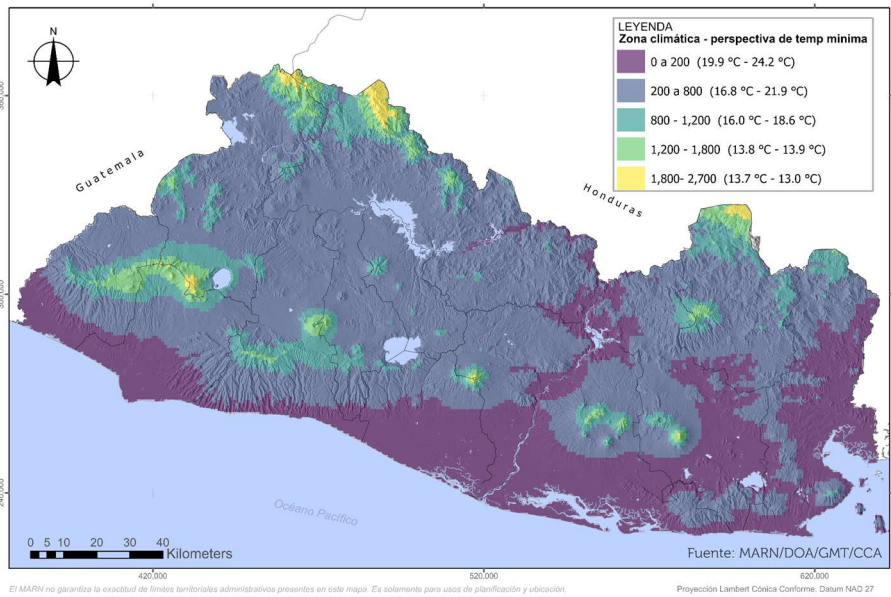 LEYENDA
Zona climática - perspectiva de temp minima
0 a 200 (19.9 °C - 24.2 °C)
200 a 800 (16.8 °C - 21.9 °C)
800 - 1,200 (16.0 °C - 18.6 °C)
1,200 - 1,800 (13.8 °C - 13.9 °C)
1,800- 2,700 (13.7 °C - 13.0 °C)
N
Guatemala
Honduras
240,000
Océano Pacífico
0 5 10 20 30 40
Kilometers
Fuente: MARN/DOA/GMT/CCA
420,000 520,000 620,000
El MARN no garantiza la exactitud de límites territoriales administrativos presentes en este mapa. Es solamente para usos de planificación y ubicación.
Proyección Lambert Cónica Conforme. Datum NAD 27